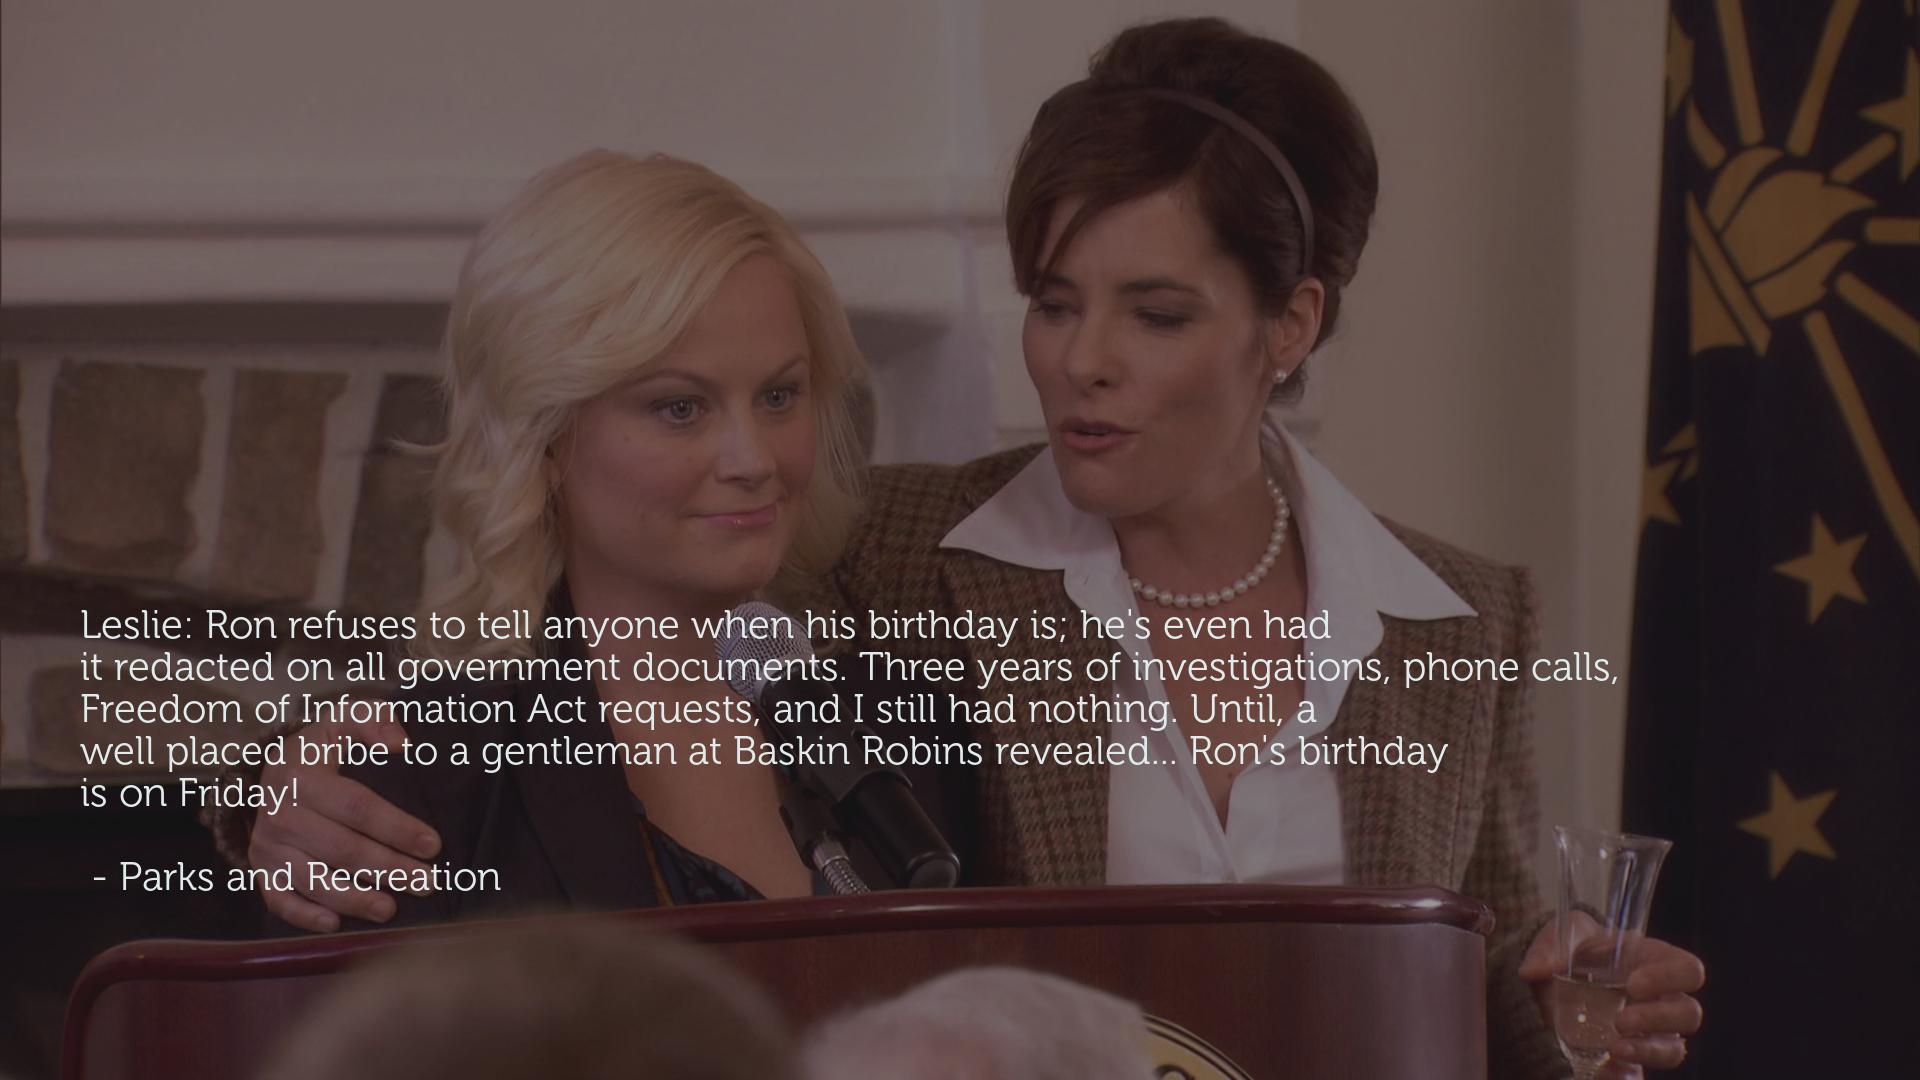 Leslie: Ron refuses to tell anyone when his birthday is; he's even had
it redacted on all government documents. Three years of investigations, phone calls,
Freedom of Information Act requests, and I still had nothing. Until, a
well placed bribe to a gentleman at Baskin Robins revealed... Ron's birthday
is on Friday!
- Parks and Recreation